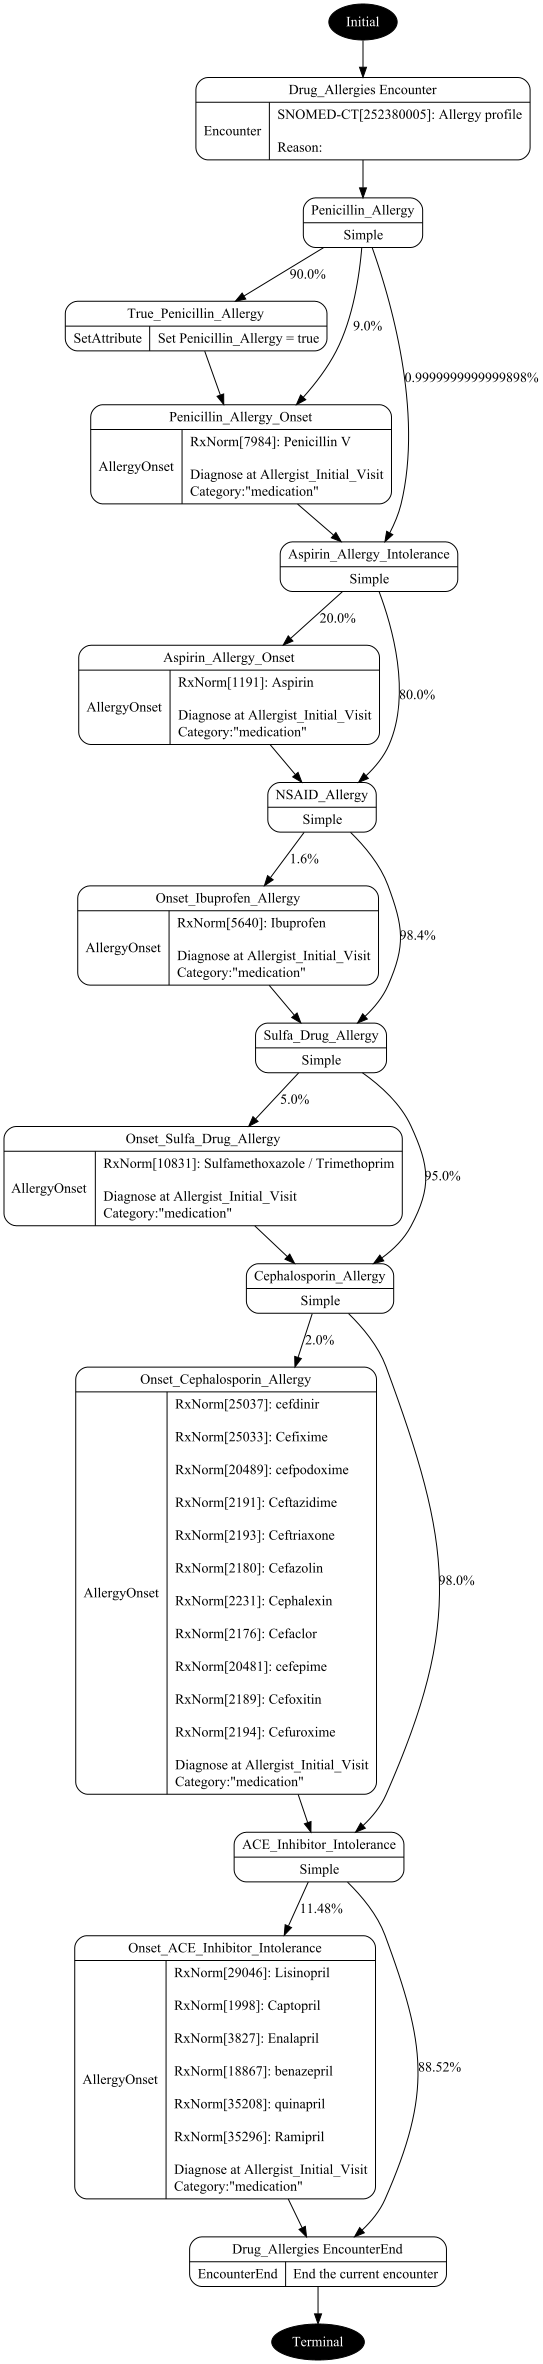 Initial
Drug_Allergies Encounter
Encounter
SNOMED-CT[252380005]: Allergy profile
Reason:
Penicillin_Allergy
Simple
90.0%
9.0%
0.9999999999999898%
True_Penicillin_Allergy
SetAttribute
Set Penicillin_Allergy = true
Penicillin_Allergy_Onset
AllergyOnset
RxNorm[7984]: Penicillin V
Diagnose at Allergist_Initial_Visit
Category:"medication"
Aspirin_Allergy_Intolerance
Simple
20.0%
80.0%
Aspirin_Allergy_Onset
AllergyOnset
RxNorm[1191]: Aspirin
Diagnose at Allergist_Initial_Visit
Category:"medication"
NSAID_Allergy
Simple
1.6%
98.4%
Onset_Ibuprofen_Allergy
AllergyOnset
RxNorm[5640]: Ibuprofen
Diagnose at Allergist_Initial_Visit
Category:"medication"
Sulfa_Drug_Allergy
Simple
5.0%
95.0%
Onset_Sulfa_Drug_Allergy
AllergyOnset
RxNorm[10831]: Sulfamethoxazole / Trimethoprim
Diagnose at Allergist_Initial_Visit
Category:"medication"
Cephalosporin_Allergy
Simple
2.0%
98.0%
Onset_Cephalosporin_Allergy
AllergyOnset
RxNorm[25037]: cefdinir
RxNorm[25033]: Cefixime
RxNorm[20489]: cefpodoxime
RxNorm[2191]: Ceftazidime
RxNorm[2193]: Ceftriaxone
RxNorm[2180]: Cefazolin
RxNorm[2231]: Cephalexin
RxNorm[2176]: Cefaclor
RxNorm[20481]: cefepime
RxNorm[2189]: Cefoxitin
RxNorm[2194]: Cefuroxime
Diagnose at Allergist_Initial_Visit
Category:"medication"
ACE_Inhibitor_Intolerance
Simple
11.48%
88.52%
Onset_ACE_Inhibitor_Intolerance
AllergyOnset
RxNorm[29046]: Lisinopril
RxNorm[1998]: Captopril
RxNorm[3827]: Enalapril
RxNorm[18867]: benazepril
RxNorm[35208]: quinapril
RxNorm[35296]: Ramipril
Diagnose at Allergist_Initial_Visit
Category:"medication"
Drug_Allergies EncounterEnd
EncounterEnd
End the current encounter
Terminal